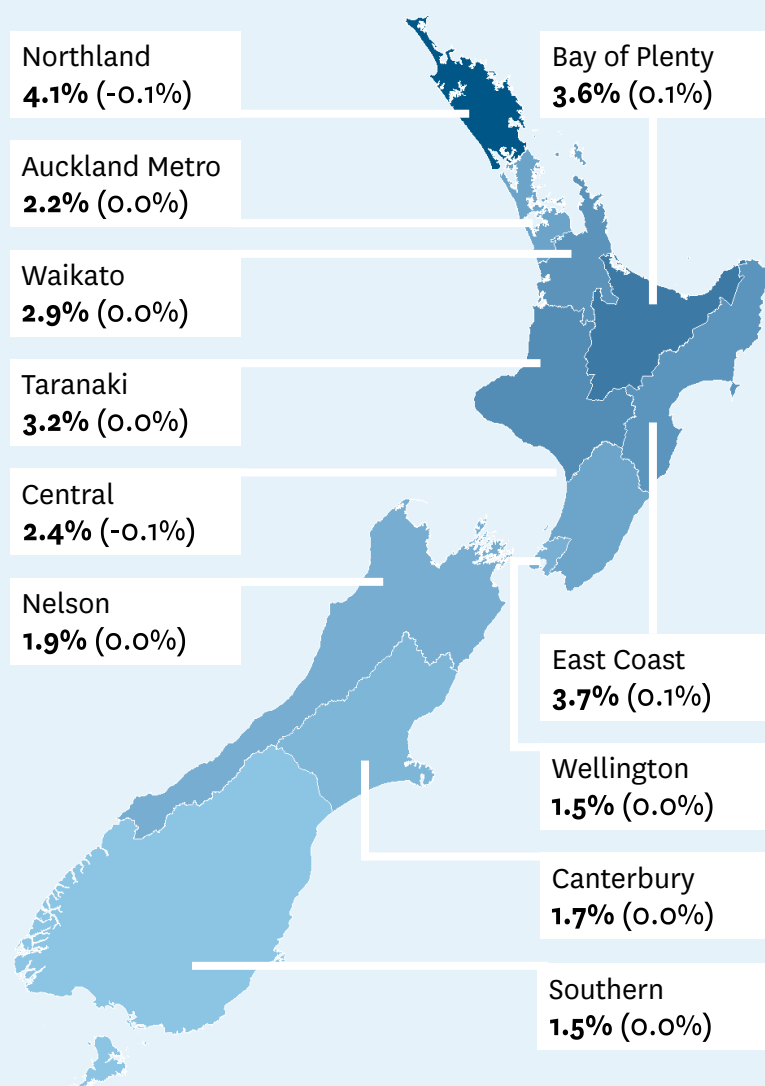 Northland
4.1% (-0.1%)
Auckland Metro
2.2% (0.0%)
Waikato
2.9% (0.0%)
Taranaki
3.2% (0.0%)
Central
2.4% (-0.1%)
Nelson
1.9% (0.0%)
Bay of Plenty
3.6% (0.1%)
East Coast
3.7% (0.1%)
Wellington
1.5% (0.0%)
Canterbury
1.7% (0.0%)
Southern
1.5% (0.0%)